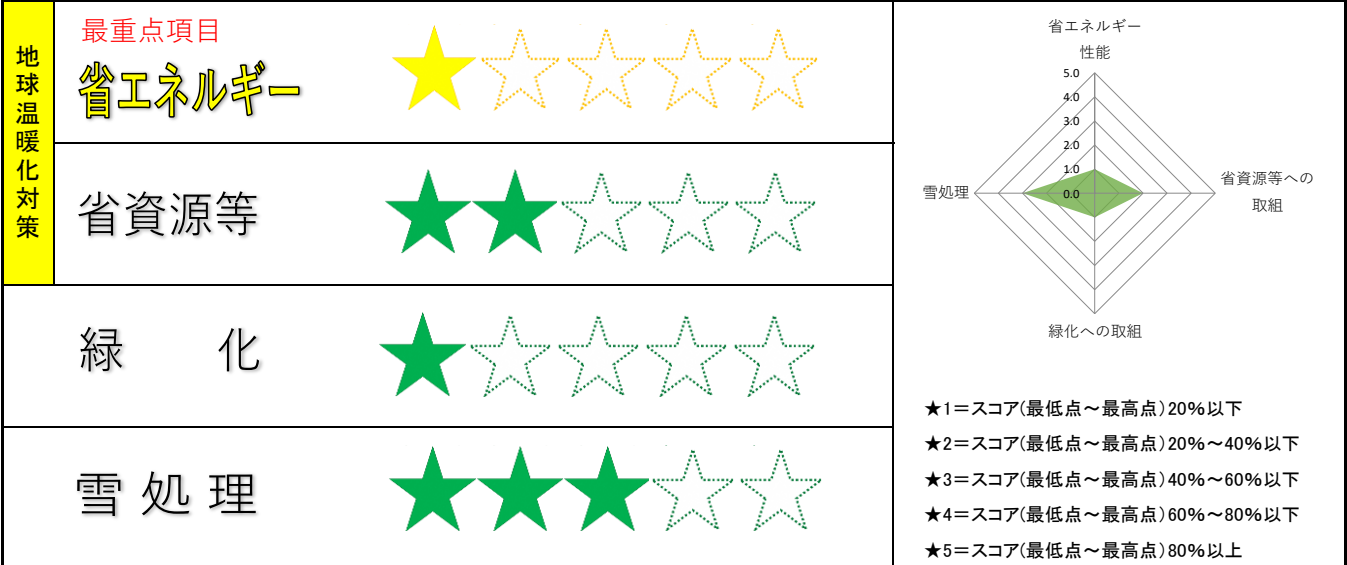 地球温暖化対策
最重点項目
省エネルギー
省資源等
緑　化
雪処理
省エネルギー
性能
5.0
4.0
3.0
2.0
1.0
0.0
雪処理
省資源等への
取組
緑化への取組
★1＝スコア(最低点～最高点)20%以下
★2＝スコア(最低点～最高点)20%～40%以下
★3＝スコア(最低点～最高点)40%～60%以下
★4＝スコア(最低点～最高点)60%～80%以下
★5＝スコア(最低点～最高点)80%以上